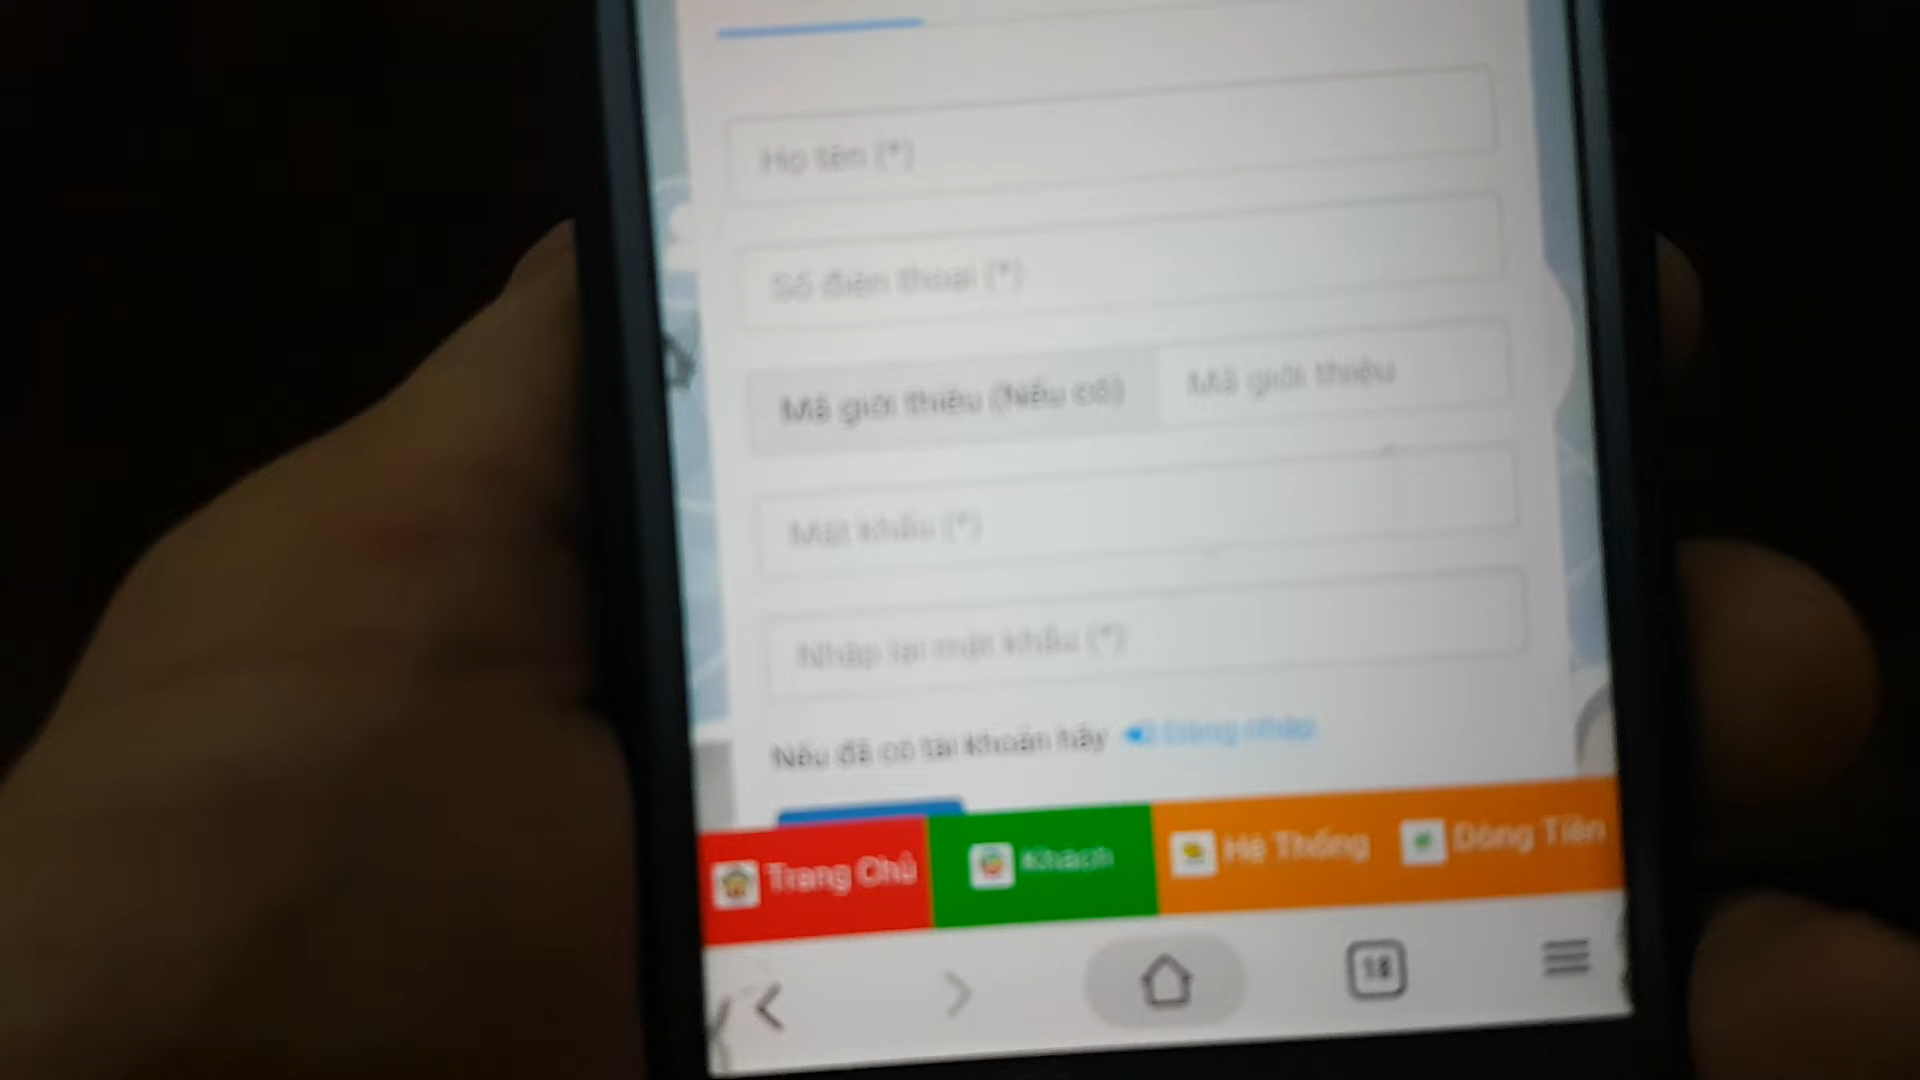 Họ tên (*)
Số điện thoại (*)
Mã giới thiệu (Nếu có) Mã giới thiệu
Mật khẩu (*)
Nhập lại mật khẩu (*)
Nếu đã có tài khoản hãy Đăng nhập
Trang Chủ Khách Hệ Thống Dòng Tiền
18